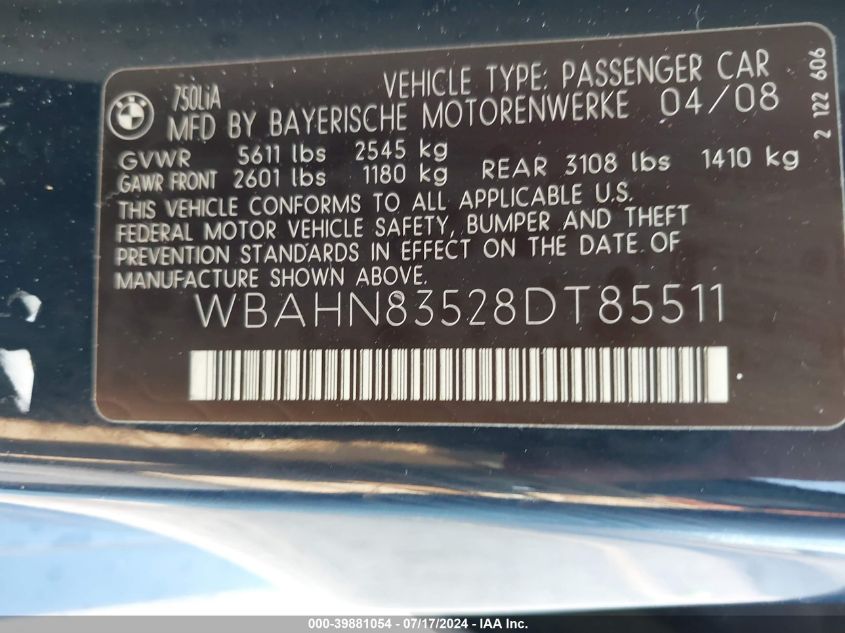 BMW
750LiA
VEHICLE TYPE: PASSENGER CAR
MFD BY BAYERISCHE MOTORENWERKE 04/08
GVWR 5611 lbs 2545 kg
GAWR FRONT 2601 lbs 1180 kg REAR 3108 lbs 1410 kg
THIS VEHICLE CONFORMS TO ALL APPLICABLE U.S.
FEDERAL MOTOR VEHICLE SAFETY, BUMPER AND THEFT
PREVENTION STANDARDS IN EFFECT ON THE DATE OF
MANUFACTURE SHOWN ABOVE.
WBAHN83528DT85511
2 122 606
000-39881054 - 07/17/2024 - IAA Inc.